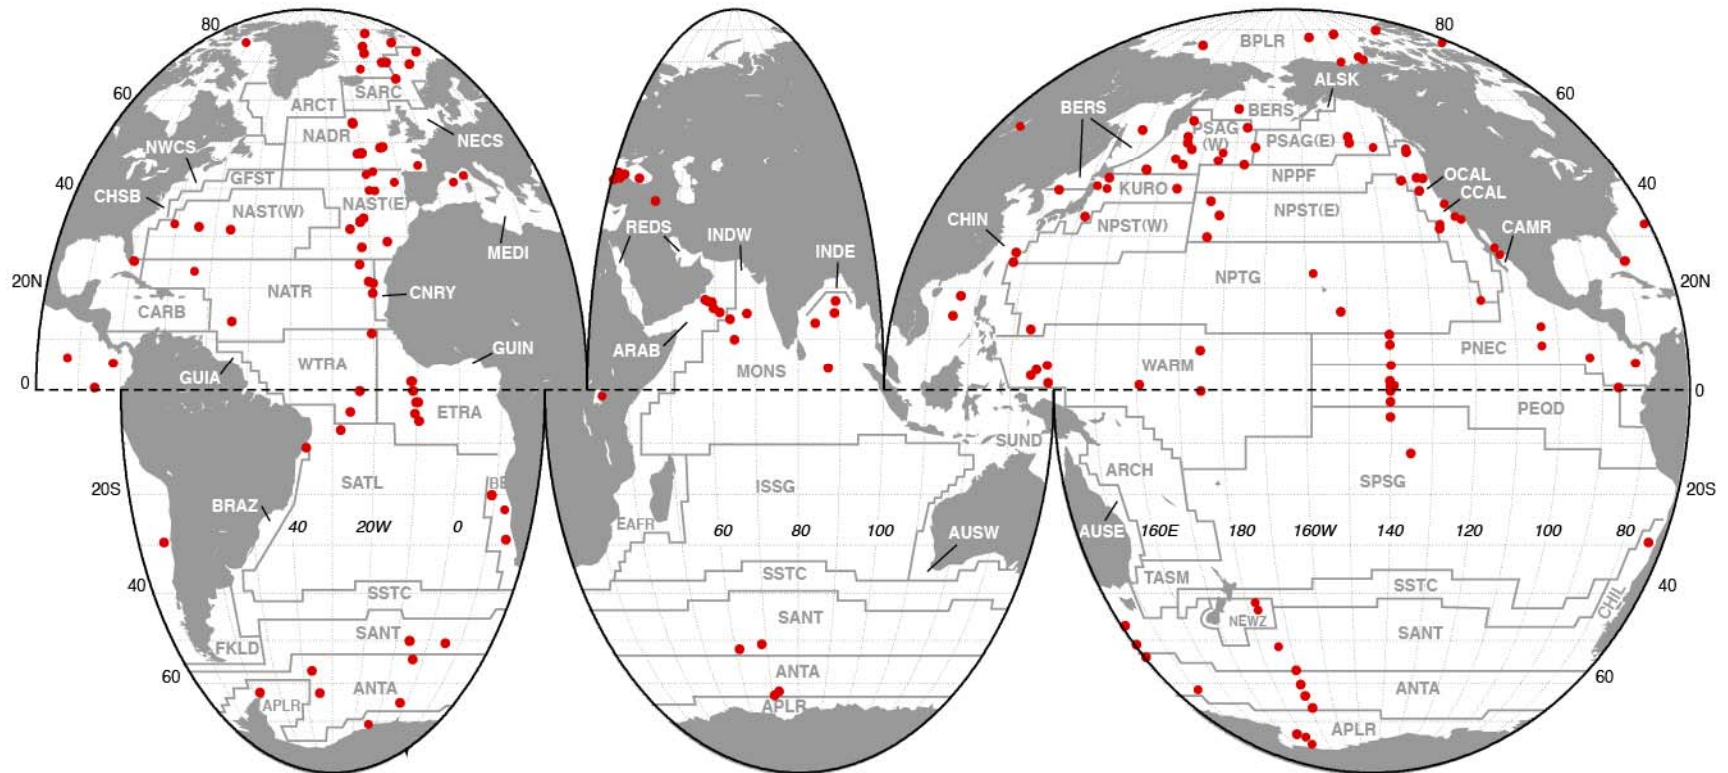 80
80
BPLR
ALSK
SARC
60
ARCT
BERS
BERS
60
NADR
NECS
PSAG
(W)
PSAG(E)
NWCS
GFST
NPPF
OCAL
40
CHSB
KURO
CCAL
40
NAST(W)
NAST(E)
NPST(E)
CHIN
NPST(W)
CAMR
REDS
INDW
INDE
MEDI
20N
NATR
CNRY
NPTG
20N
CARB
GUIN
ARAB
PNEC
WTRA
MONS
WARM
GUIA
0
0
ETRA
PEQD
SUND
ARCH
SATL
ISSG
SPSG
20S
BE
20S
BRAZ
EAFR
40
20W
0
60
80
100
AUSW
AUSE
160E
180
160W
140
120
100
80
SSTC
TASM
SSTC
40
SSTC
40
CHIL
SANT
NEWZ
SANT
SANT
FKLD
60
ANTA
60
ANTA
ANTA
APLR
APLR
APLR